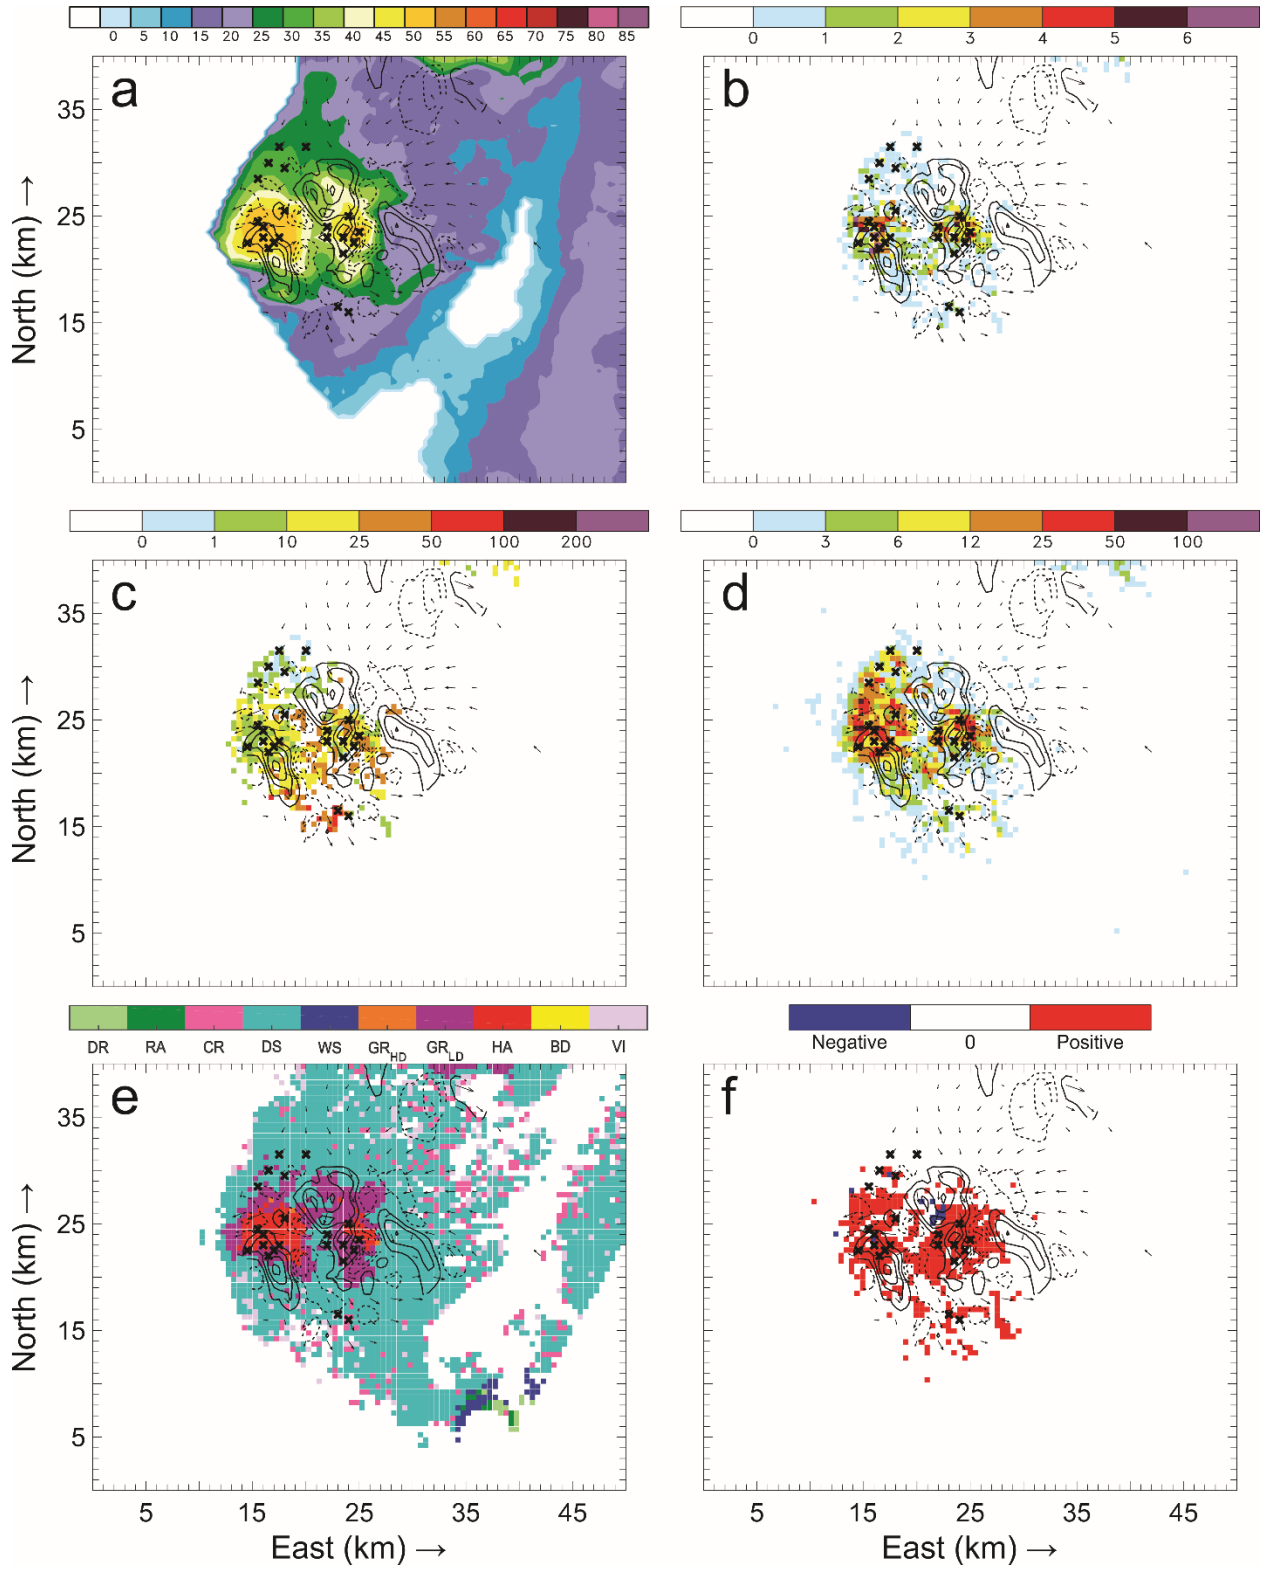 0 5 10 15 20 25 30 35 40 45 50 55 60 65 70 75 80 85
0 1 2 3 4 5 6
a
b
35
25
15
5
North (km) →
0 1 10 25 50 100 200
0 3 6 12 25 50 100
c
d
35
25
15
5
North (km) →
DR RA CR DS WS GR HD GR LD HA BD VI
Negative 0 Positive
e
f
35
25
15
5
North (km) →
5 15 25 35 45
5 15 25 35 45
East (km) →
East (km) →